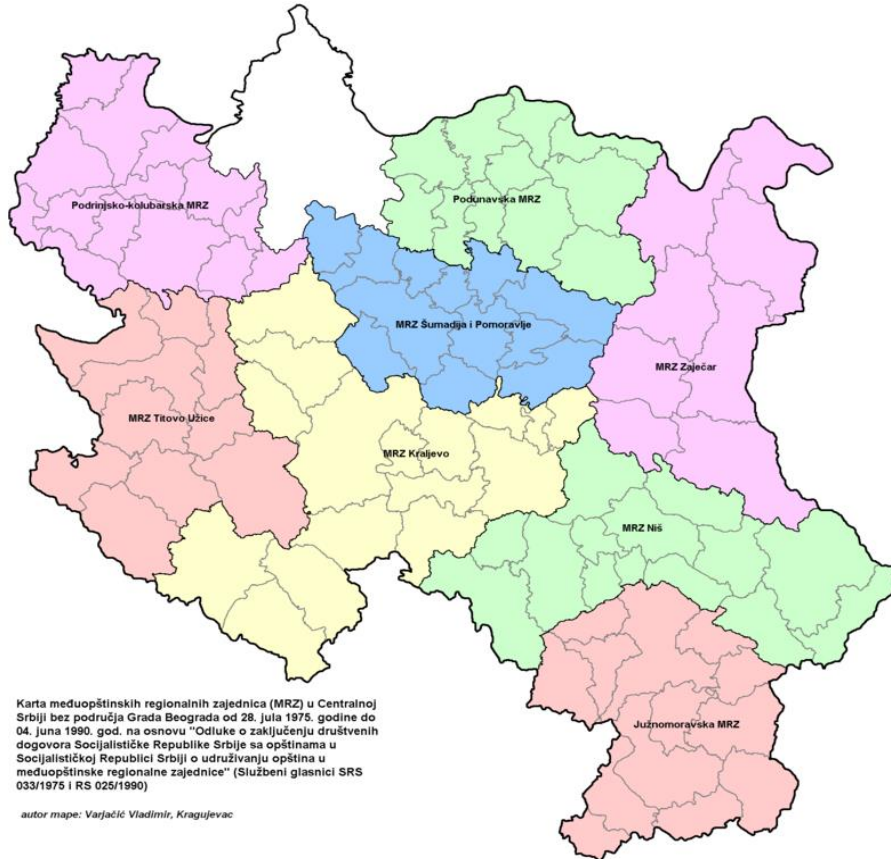 Podrinjsko-kolubarska MRZ
Podunavska MRZ
MRZ Šumadija i Pomoravlje
MRZ Zaječar
MRZ Titovo Užice
MRZ Kraljevo
MRZ Niš
Južnomoravska MRZ
Karta međuopštinskih regionalnih zajednica (MRZ) u Centralnoj
Srbiji bez područja Grada Beograda od 28. jula 1975. godine do
04. juna 1990. god. na osnovu "Odluke o zaključenju društvenih
dogovora Socijalističke Republike Srbije sa opštinama u
Socijalističkoj Republici Srbiji o udruživanju opština u
međuopštinske regionalne zajednice" (Službeni glasnici SRS
033/1975 i RS 025/1990)
autor mape: Varjačić Vladimir, Kragujevac